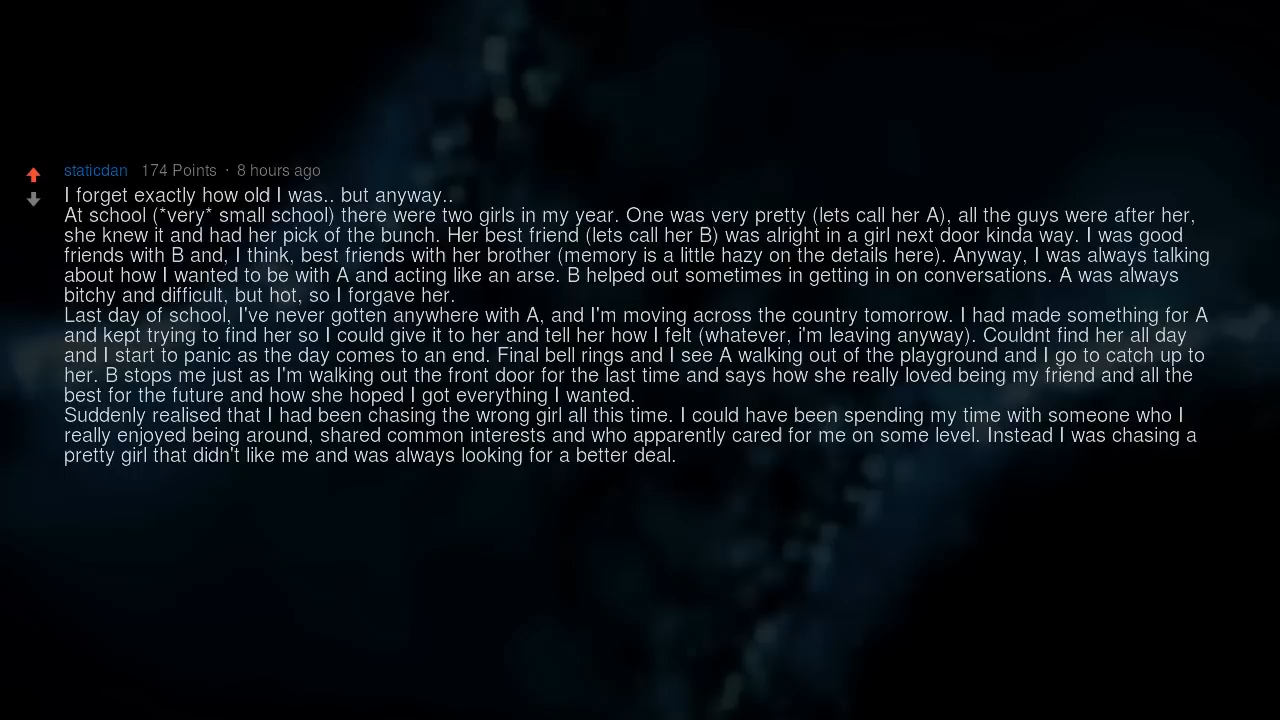 staticdan 174 Points · 8 hours ago
I forget exactly how old I was.. but anyway..
At school (*very* small school) there were two girls in my year. One was very pretty (lets call her A), all the guys were after her,
she knew it and had her pick of the bunch. Her best friend (lets call her B) was alright in a girl next door kinda way. I was good
friends with B and, I think, best friends with her brother (memory is a little hazy on the details here). Anyway, I was always talking
about how I wanted to be with A and acting like an arse. B helped out sometimes in getting in on conversations. A was always
bitchy and difficult, but hot, so I forgave her.
Last day of school, I've never gotten anywhere with A, and I'm moving across the country tomorrow. I had made something for A
and kept trying to find her so I could give it to her and tell her how I felt (whatever, i'm leaving anyway). Couldnt find her all day
and I start to panic as the day comes to an end. Final bell rings and I see A walking out of the playground and I go to catch up to
her. B stops me just as I'm walking out the front door for the last time and says how she really loved being my friend and all the
best for the future and how she hoped I got everything I wanted.
Suddenly realised that I had been chasing the wrong girl all this time. I could have been spending my time with someone who I
really enjoyed being around, shared common interests and who apparently cared for me on some level. Instead I was chasing a
pretty girl that didn't like me and was always looking for a better deal.